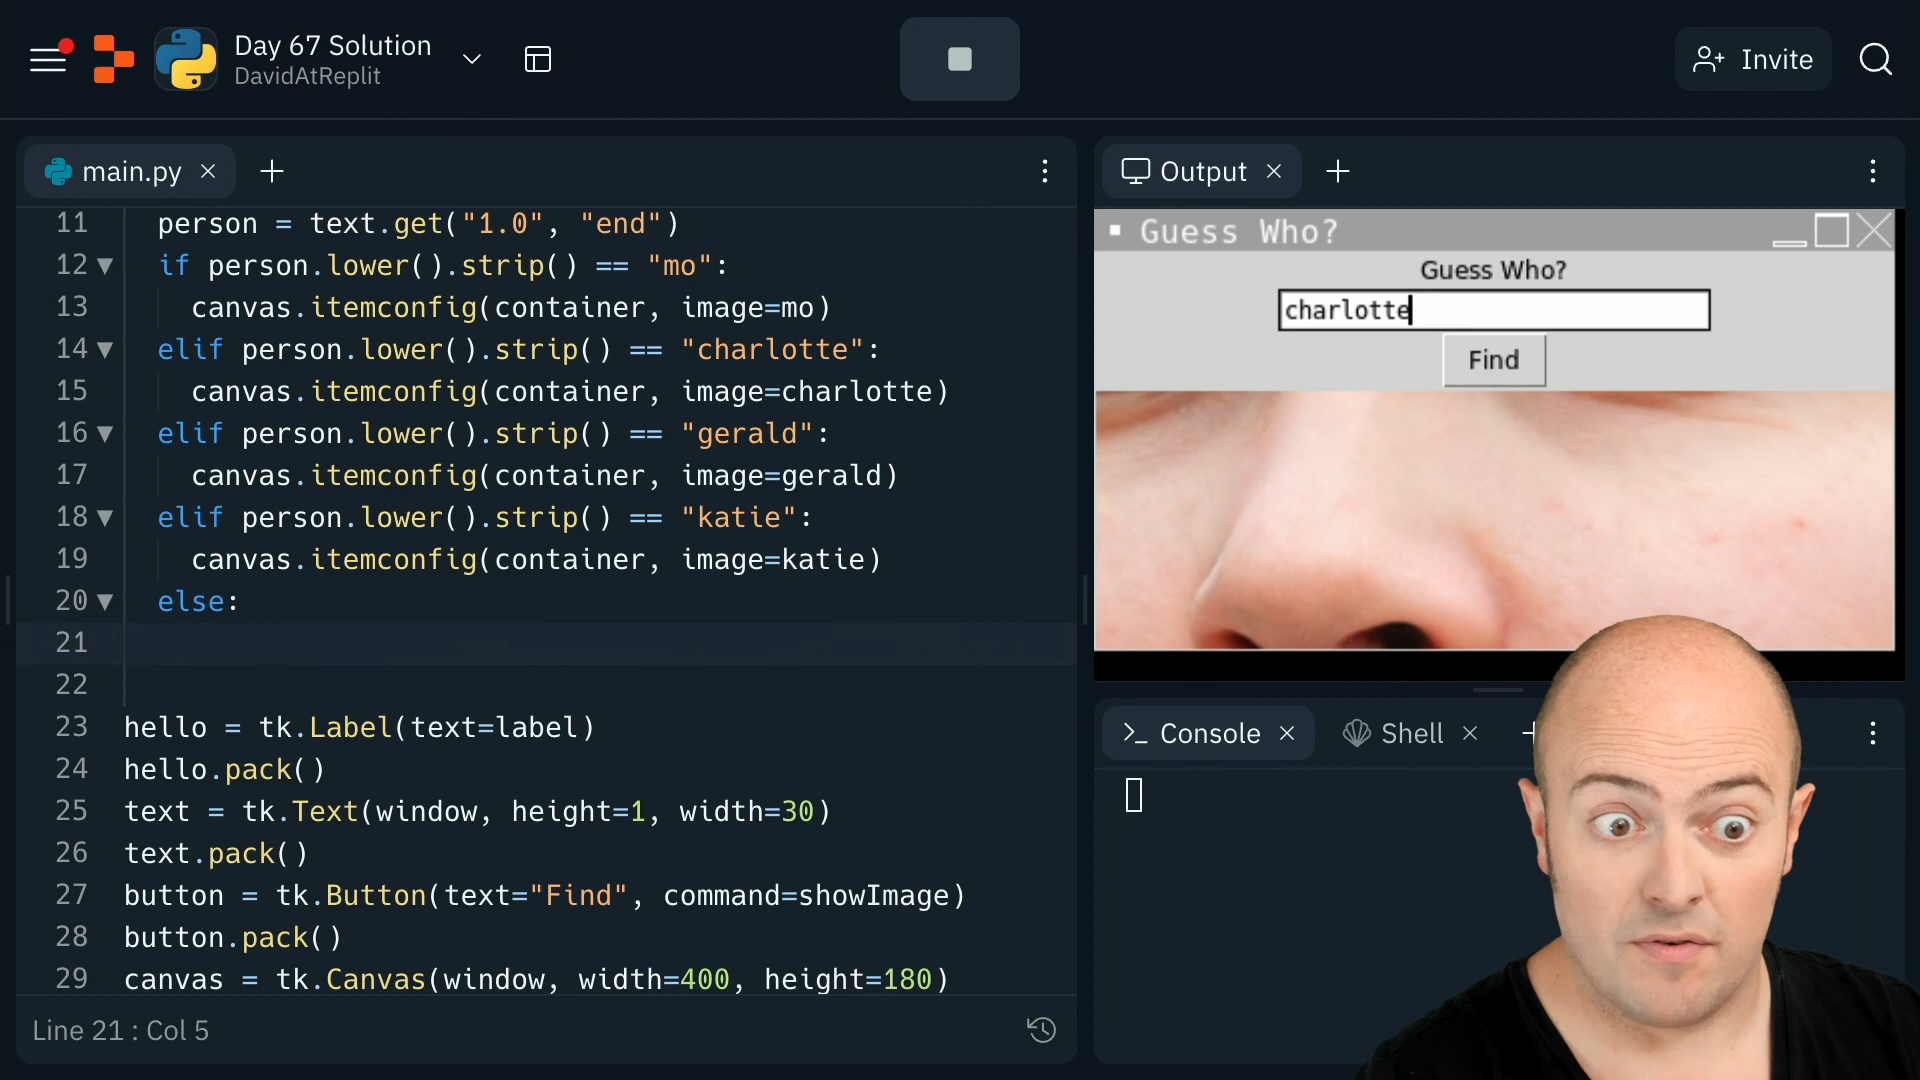 Day 67 Solution
DavidAtReplit
Invite
main.py
11 person = text.get("1.0", "end")
12 if person.lower().strip() == "mo":
13 canvas.itemconfig(container, image=mo)
14 elif person.lower().strip() == "charlotte":
15 canvas.itemconfig(container, image=charlotte)
16 elif person.lower().strip() == "gerald":
17 canvas.itemconfig(container, image=gerald)
18 elif person.lower().strip() == "katie":
19 canvas.itemconfig(container, image=katie)
20 else:
21
22
23 hello = tk.Label(text=label)
24 hello.pack()
25 text = tk.Text(window, height=1, width=30)
26 text.pack()
27 button = tk.Button(text="Find", command=showImage)
28 button.pack()
29 canvas = tk.Canvas(window, width=400, height=180)
Line 21 : Col 5
Output
Guess Who?
Guess Who?
charlotte
Find
Console
Shell